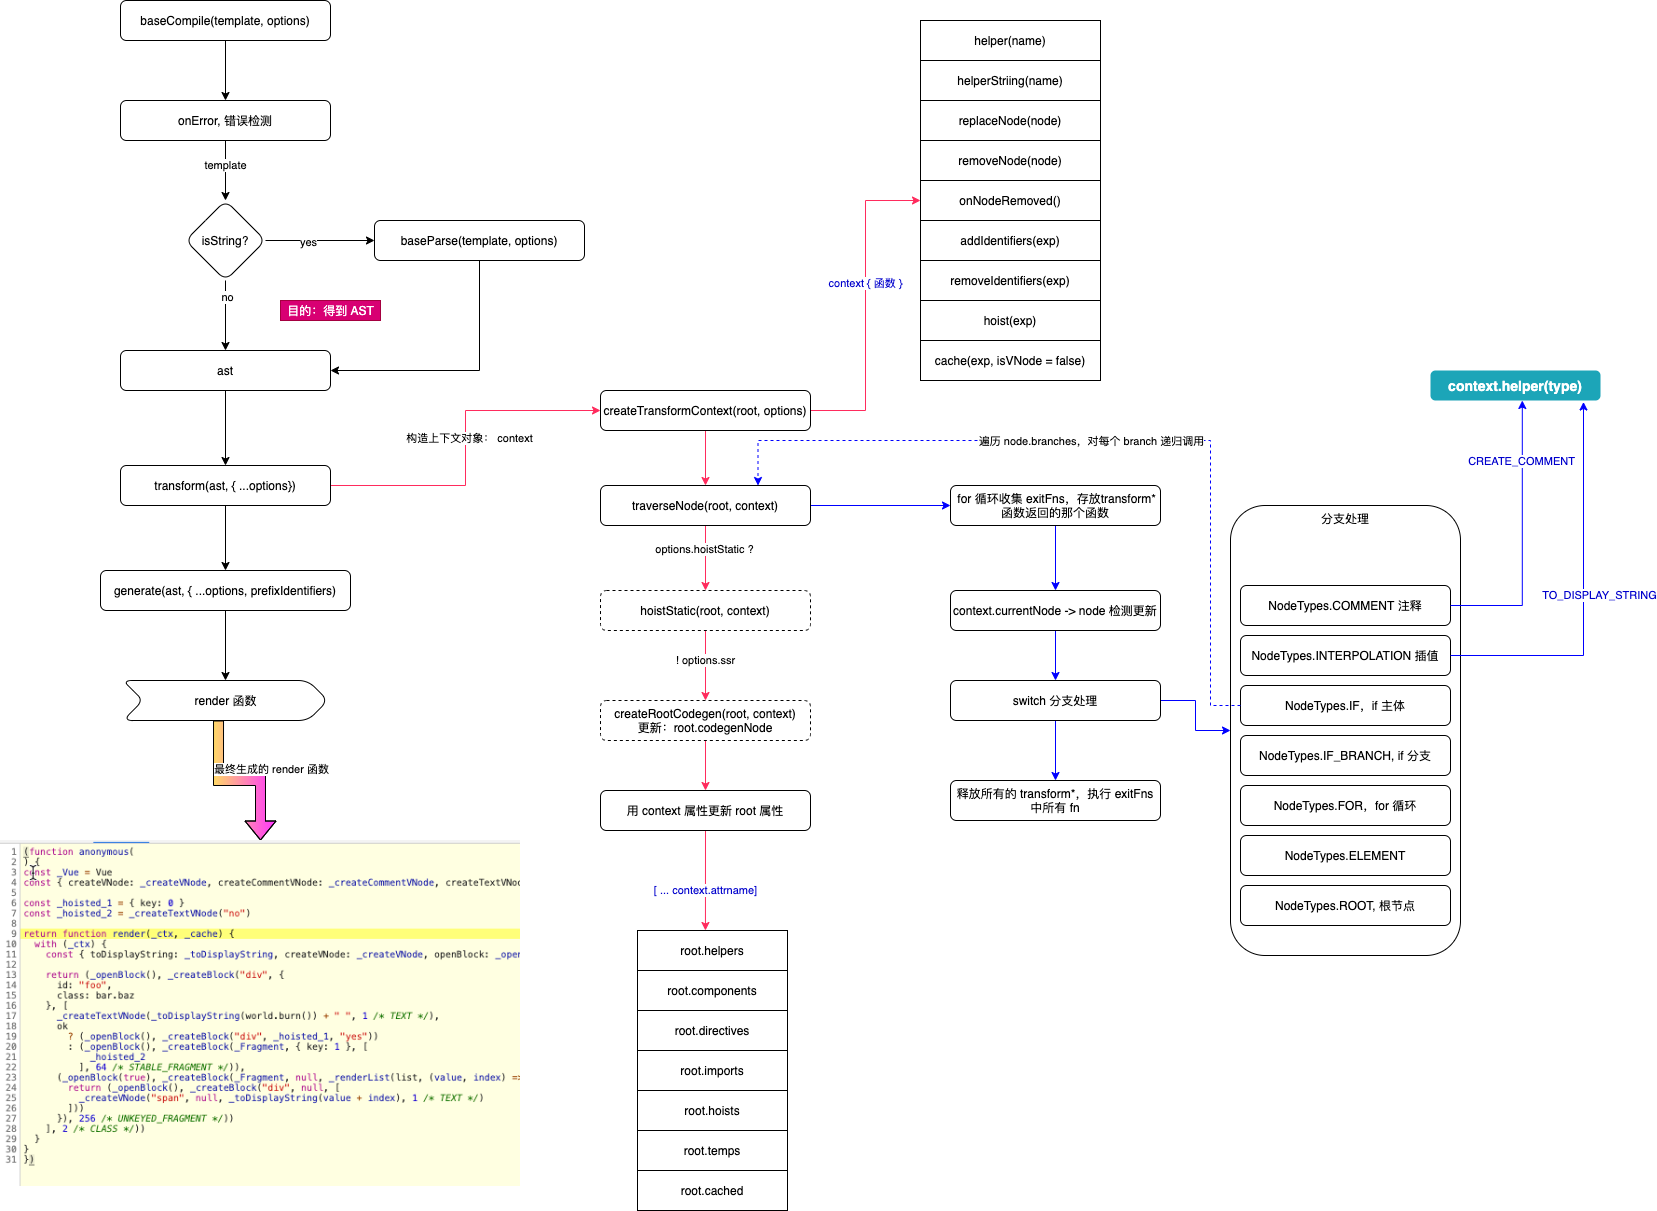 baseCompile(template, options)
onError, 错误检测
template
isString?
yes
baseParse(template, options)
no
目的：得到 AST
ast
构造上下文对象： context
transform(ast, { ...options})
generate(ast, { ...options, prefixIdentifiers)
render 函数
最终生成的 render 函数
1 (function anonymous(
2 ) {
3 const _Vue = Vue
4 const { createVNode: _createVNode, createCommentVNode: _createCommentVNode, createTextVNo
5
6 const _hoisted_1 = { key: 0 }
7 const _hoisted_2 = _createTextVNode("no")
8
9 return function render(_ctx, _cache) {
10 with (_ctx) {
11 const { toDisplayString: _toDisplayString, createVNode: _createVNode, openBlock: _ope
12
13 return (_openBlock(), _createBlock("div", {
14 id: "foo",
15 class: bar.baz
16 }, [
17 _createTextVNode(_toDisplayString(world.burn()) + " ", 1 /* TEXT */),
18 ok
19 ? (_openBlock(), _createBlock("div", _hoisted_1, "yes"))
20 : (_openBlock(), _createBlock(_Fragment, { key: 1 }, [
21 _hoisted_2
22 ], 64 /* STABLE_FRAGMENT */)),
23 (_openBlock(true), _createBlock(_Fragment, null, _renderList(list, (value, index) =>
24 return (_openBlock(), _createBlock("div", null, [
25 _createVNode("span", null, _toDisplayString(value + index), 1 /* TEXT */)
26 ]))
27 }), 256 /* UNKEYED_FRAGMENT */))
28 ], 2 /* CLASS */))
29 }
30 }
31 })
createTransformContext(root, options)
context { 函数 }
helper(name)
helperStriing(name)
replaceNode(node)
removeNode(node)
onNodeRemoved()
addIdentifiers(exp)
removeIdentifiers(exp)
hoist(exp)
cache(exp, isVNode = false)
traverseNode(root, context)
options.hoistStatic ?
hoistStatic(root, context)
! options.ssr
createRootCodegen(root, context)
更新：root.codegenNode
用 context 属性更新 root 属性
[ ... context.attrname]
root.helpers
root.components
root.directives
root.imports
root.hoists
root.temps
root.cached
遍历 node.branches，对每个 branch 递归调用
for 循环收集 exitFns，存放transform*
函数返回的那个函数
context.currentNode -> node 检测更新
switch 分支处理
释放所有的 transform*，执行 exitFns
中所有 fn
分支处理
NodeTypes.COMMENT 注释
NodeTypes.INTERPOLATION 插值
NodeTypes.IF，if 主体
NodeTypes.IF_BRANCH, if 分支
NodeTypes.FOR，for 循环
NodeTypes.ELEMENT
NodeTypes.ROOT, 根节点
context.helper(type)
CREATE_COMMENT
TO_DISPLAY_STRING